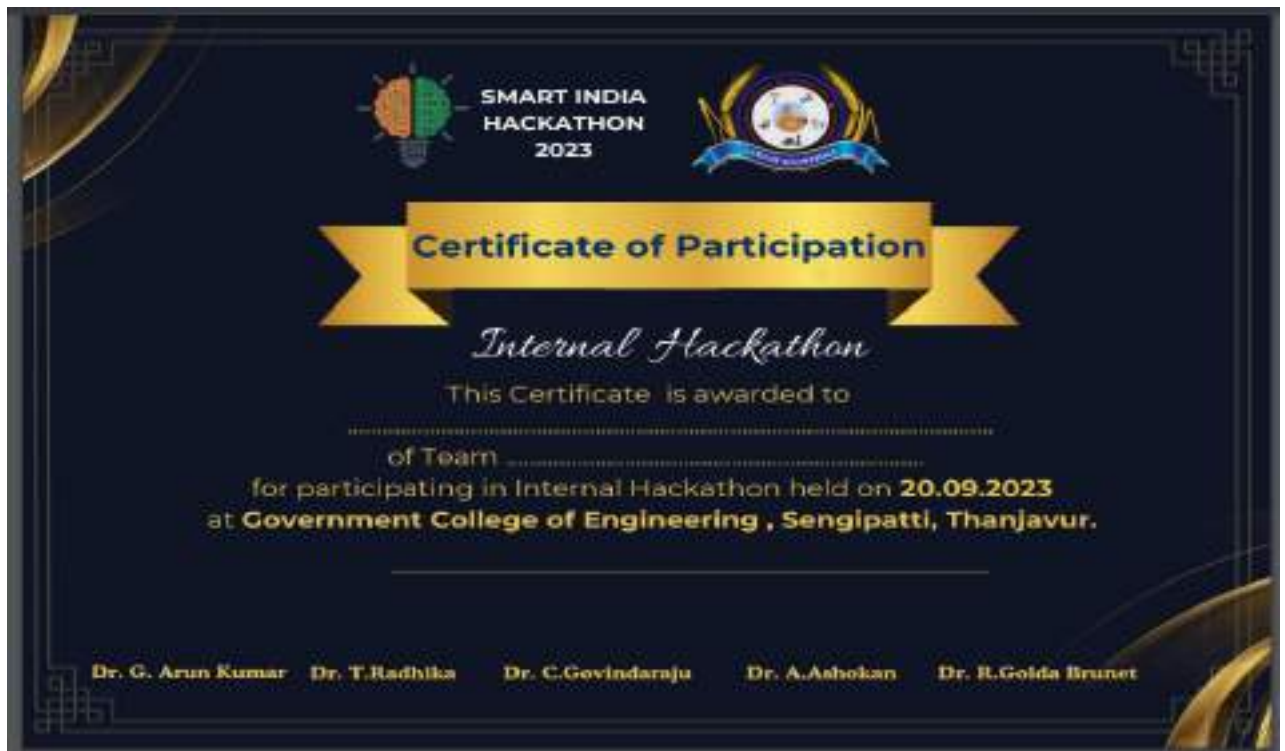 SMART INDIA
HACKATHON
2023
Certificate of Participation
Internal Hackathon
This Certificate is awarded to
of Team
for participating in Internal Hackathon held on 20.09.2023
at Government College of Engineering , Sengipatti, Thanjavur.
Dr. G. Arun Kumar Dr. T.Radhika Dr. C.Govindaraju Dr. A.Ashokan Dr. R.Golda Brunet